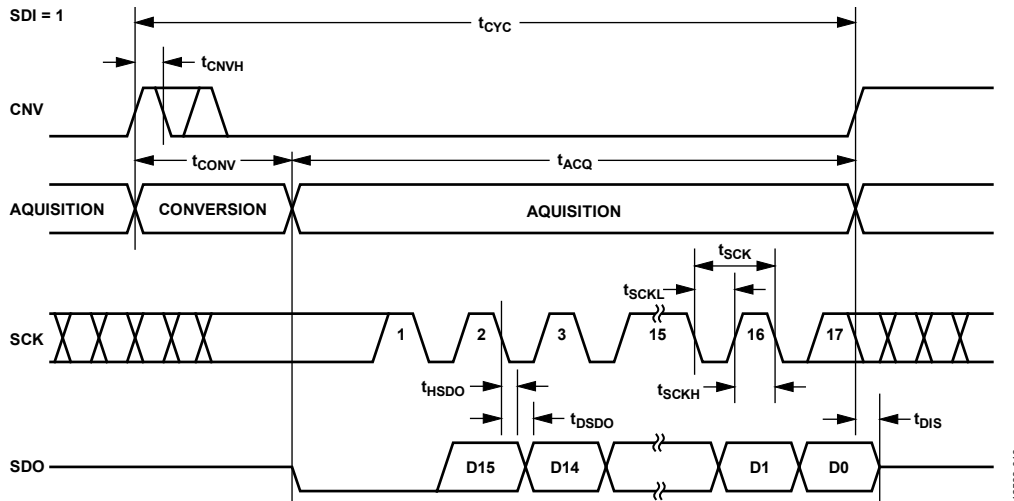 SDI = 1
tCYC
tCNVH
CNV
tCONV
tACQ
AQUISITION
CONVERSION
AQUISITION
tSCK
tSCKL
SCK
1
2
3
15
16
17
tHSDO
tSCKH
tDSDO
tDIS
SDO
D15
D14
D1
D0